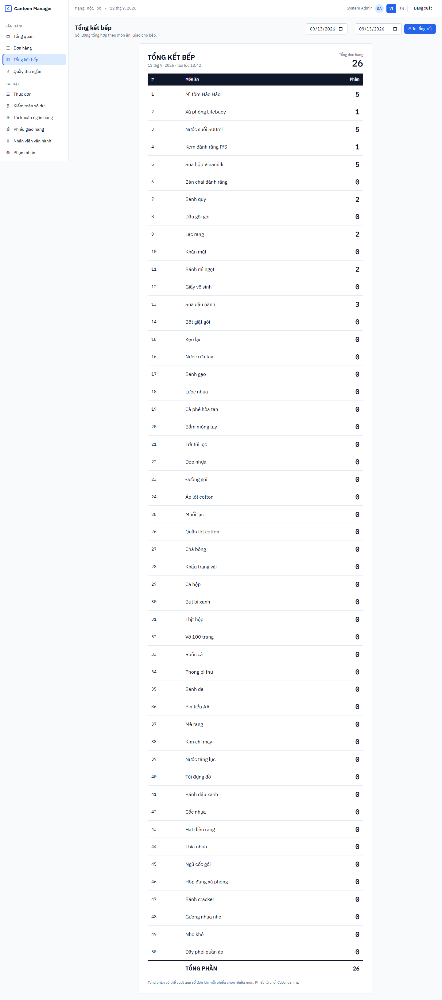 C Canteen Manager
Mạng nội bộ · 12 thg 9, 2026
System Admin SA VI EN Đăng xuất
VẬN HÀNH
Tổng quan
Đơn hàng
Tổng kết bếp
Quầy thu ngân
CÀI ĐẶT
Thực đơn
Kiểm toán số dư
Tài khoản ngân hàng
Phiếu giao hàng
Nhân viên vận hành
Phạm nhân
Tổng kết bếp
Số lượng tổng hợp theo món ăn. Giao cho bếp.
09/13/2026 – 09/13/2026 In tổng kết
TỔNG KẾT BẾP
13 thg 9, 2026 · tạo lúc 13:42
Tổng đơn hàng
26
# Món ăn Phần
1 Mì tôm Hảo Hảo 5
2 Xà phòng Lifebuoy 1
3 Nước suối 500ml 5
4 Kem đánh răng P/S 1
5 Sữa hộp Vinamilk 5
6 Bàn chải đánh răng 0
7 Bánh quy 2
8 Dầu gội gói 0
9 Lạc rang 2
10 Khăn mặt 0
11 Bánh mì ngọt 2
12 Giấy vệ sinh 0
13 Sữa đậu nành 3
14 Bột giặt gói 0
15 Kẹo lạc 0
16 Nước rửa tay 0
17 Bánh gạo 0
18 Lược nhựa 0
19 Cà phê hòa tan 0
20 Bấm móng tay 0
21 Trà túi lọc 0
22 Dép nhựa 0
23 Đường gói 0
24 Áo lót cotton 0
25 Muối lạc 0
26 Quần lót cotton 0
27 Chà bông 0
28 Khẩu trang vải 0
29 Cá hộp 0
30 Bút bi xanh 0
31 Thịt hộp 0
32 Vở 100 trang 0
33 Ruốc cá 0
34 Phong bì thư 0
35 Bánh đa 0
36 Pin tiểu AA 0
37 Mè rang 0
38 Kim chỉ may 0
39 Nước tăng lực 0
40 Túi đựng đồ 0
41 Bánh đậu xanh 0
42 Cốc nhựa 0
43 Hạt điều rang 0
44 Thìa nhựa 0
45 Ngũ cốc gói 0
46 Hộp đựng xà phòng 0
47 Bánh cracker 0
48 Gương nhựa nhỏ 0
49 Nho khô 0
50 Dây phơi quần áo 0
TỔNG PHẦN 26
Tổng phần có thể vượt quá số đơn khi mỗi phiếu chọn nhiều món. Phiếu từ chối được loại trừ.